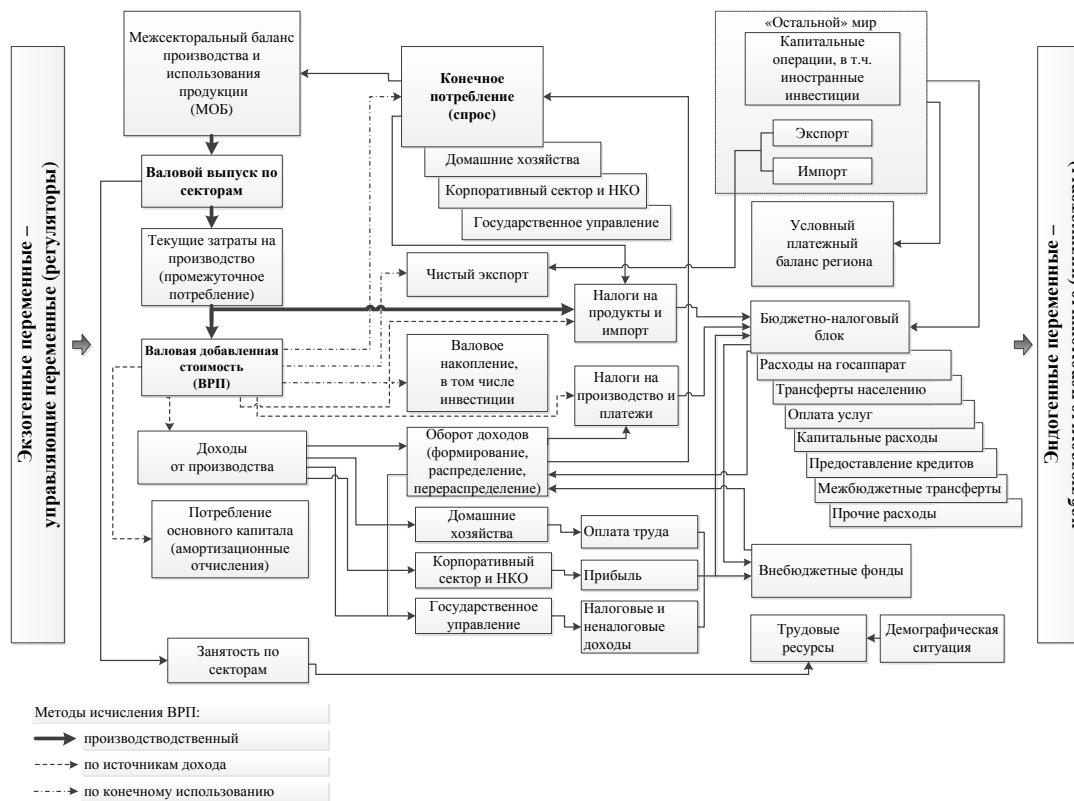 Экзогенные переменные –
управляющие переменные (регуляторы)
Межсекторальный баланс
производства и
использования
продукции
(МОБ)
Валовой выпуск по
секторам
Текущие затраты на
производство
(промежуточное
потребление)
Валовая добавленная
стоимость
(ВРП)
Доходы
от производства
Потребление
основного капитала
(амортизационные
отчисления)
Занятость по
секторам
Конечное
потребление
(спрос)
Домашние хозяйства
Корпоративный сектор и НКО
Государственное управление
Чистый экспорт
Налоги на
продукты и
импорт
Валовое
накопление,
в том числе
инвестиции
Налоги на
производство и
платежи
Оборот доходов
(формирование,
распределение,
перераспределение)
Домашние
хозяйства
Оплата труда
Корпоративный
сектор и НКО
Прибыль
Государственное
управление
Налоговые и
неналоговые
доходы
«Остальной» мир
Капитальные
операции, в т.ч.
иностранные
инвестиции
Экспорт
Импорт
Условный
платежный
баланс региона
Бюджетно-налоговый
блок
Расходы на госаппарат
Трансферты населению
Оплата услуг
Капитальные расходы
Предоставление кредитов
Межбюджетные трансферты
Прочие расходы
Внебюджетные фонды
Трудовые
ресурсы
Демографическая
ситуация
Эндогенные переменные –
Методы исчисления ВРП:
производстводственный
по источникам дохода
по конечному использованию